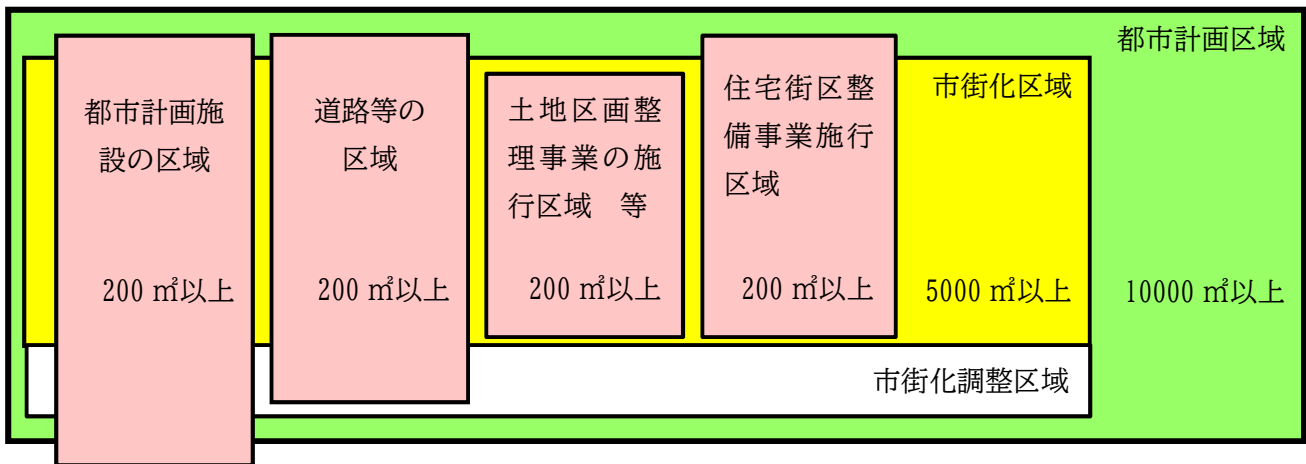 都市計画区域
市街化区域
都市計画施
設の区域
200 ㎡以上
道路等の
区域
200 ㎡以上
土地区画整
理事業の施
行区域　等
200 ㎡以上
住宅街区整
備事業施行
区域
200 ㎡以上
5000 ㎡以上
10000 ㎡以上
市街化調整区域